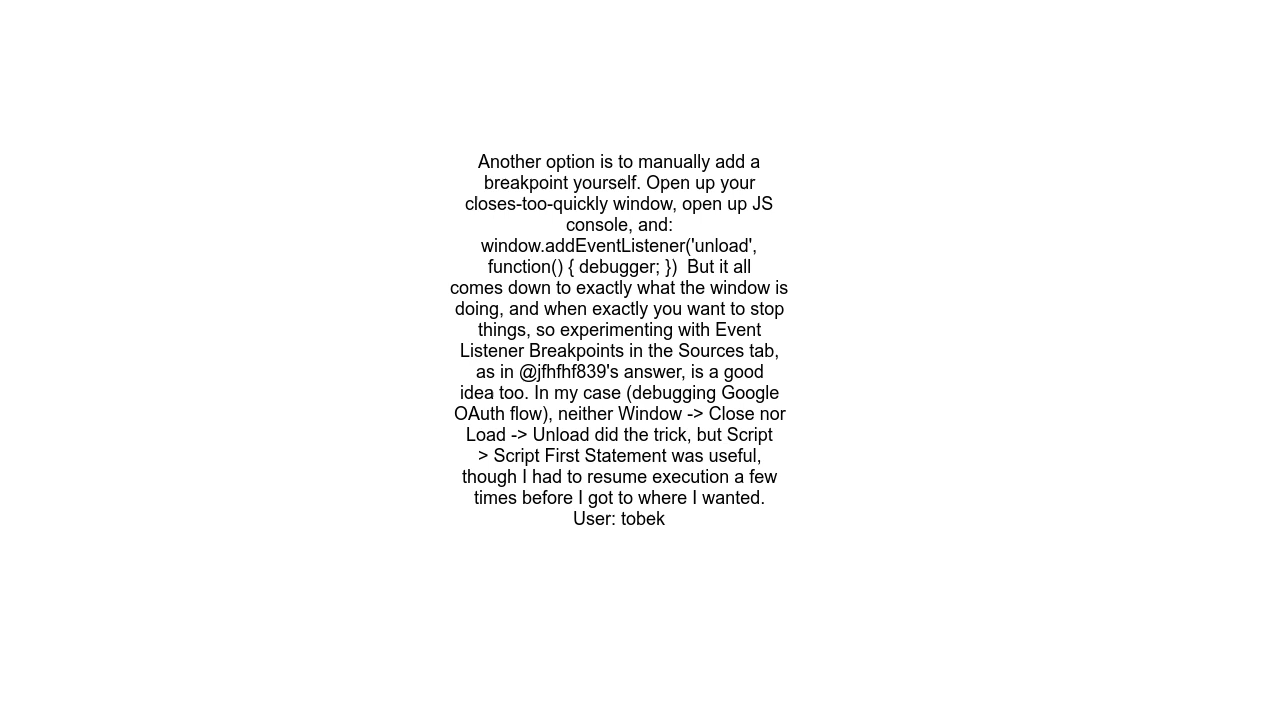 Another option is to manually add a
breakpoint yourself. Open up your
closes-too-quickly window, open up JS
console, and:
window.addEventListener('unload',
function() { debugger; })  But it all
comes down to exactly what the window is
doing, and when exactly you want to stop
things, so experimenting with Event
Listener Breakpoints in the Sources tab,
as in @jfhfhf839's answer, is a good
idea too. In my case (debugging Google
OAuth flow), neither Window -> Close nor
Load -> Unload did the trick, but Script
> Script First Statement was useful,
though I had to resume execution a few
times before I got to where I wanted.
User: tobek